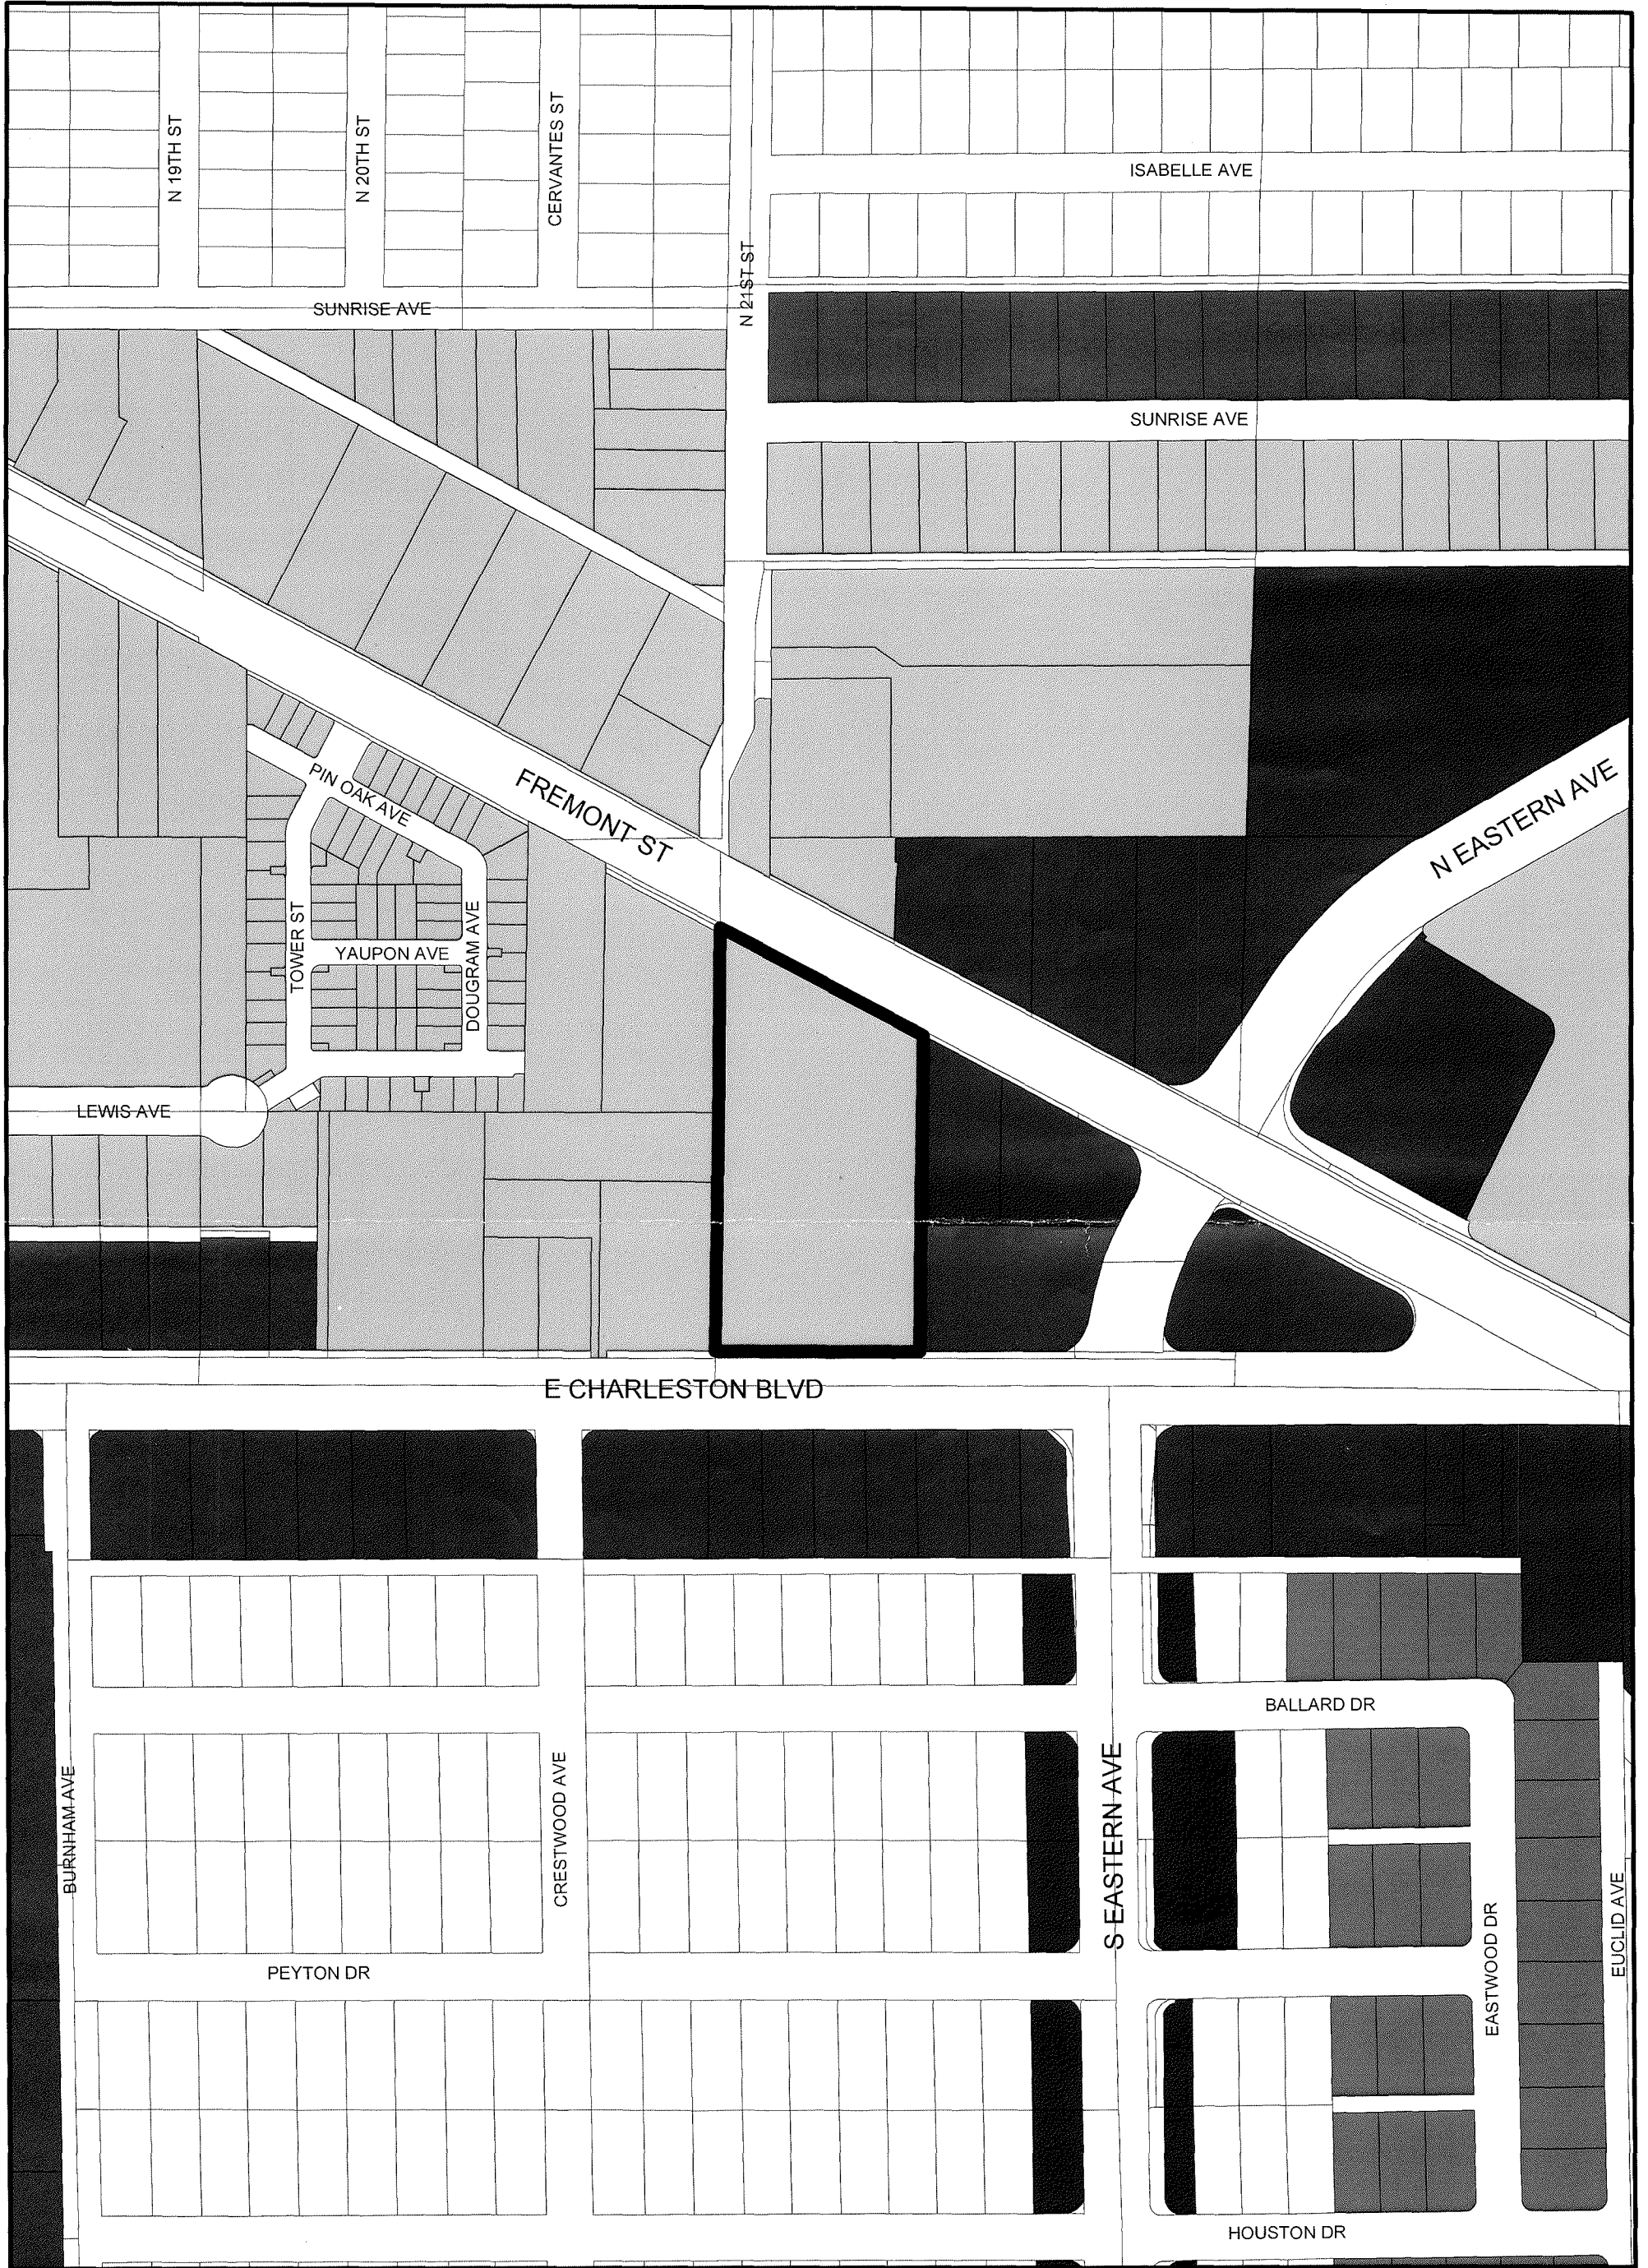 N 19TH ST
N 20TH ST
CERVANTES ST
N 21ST ST
ISABELLE AVE
SUNRISE AVE
SUNRISE AVE
FREMONT ST
PIN OAK AVE
N EASTERN AVE
TOWER ST
YAUPON AVE
DOUGRAM AVE
LEWIS AVE
E CHARLESTON BLVD
BALLARD DR
BURNHAM AVE
CRESTWOOD AVE
S EASTERN AVE
EASTWOOD DR
EUCLID AVE
PEYTON DR
HOUSTON DR